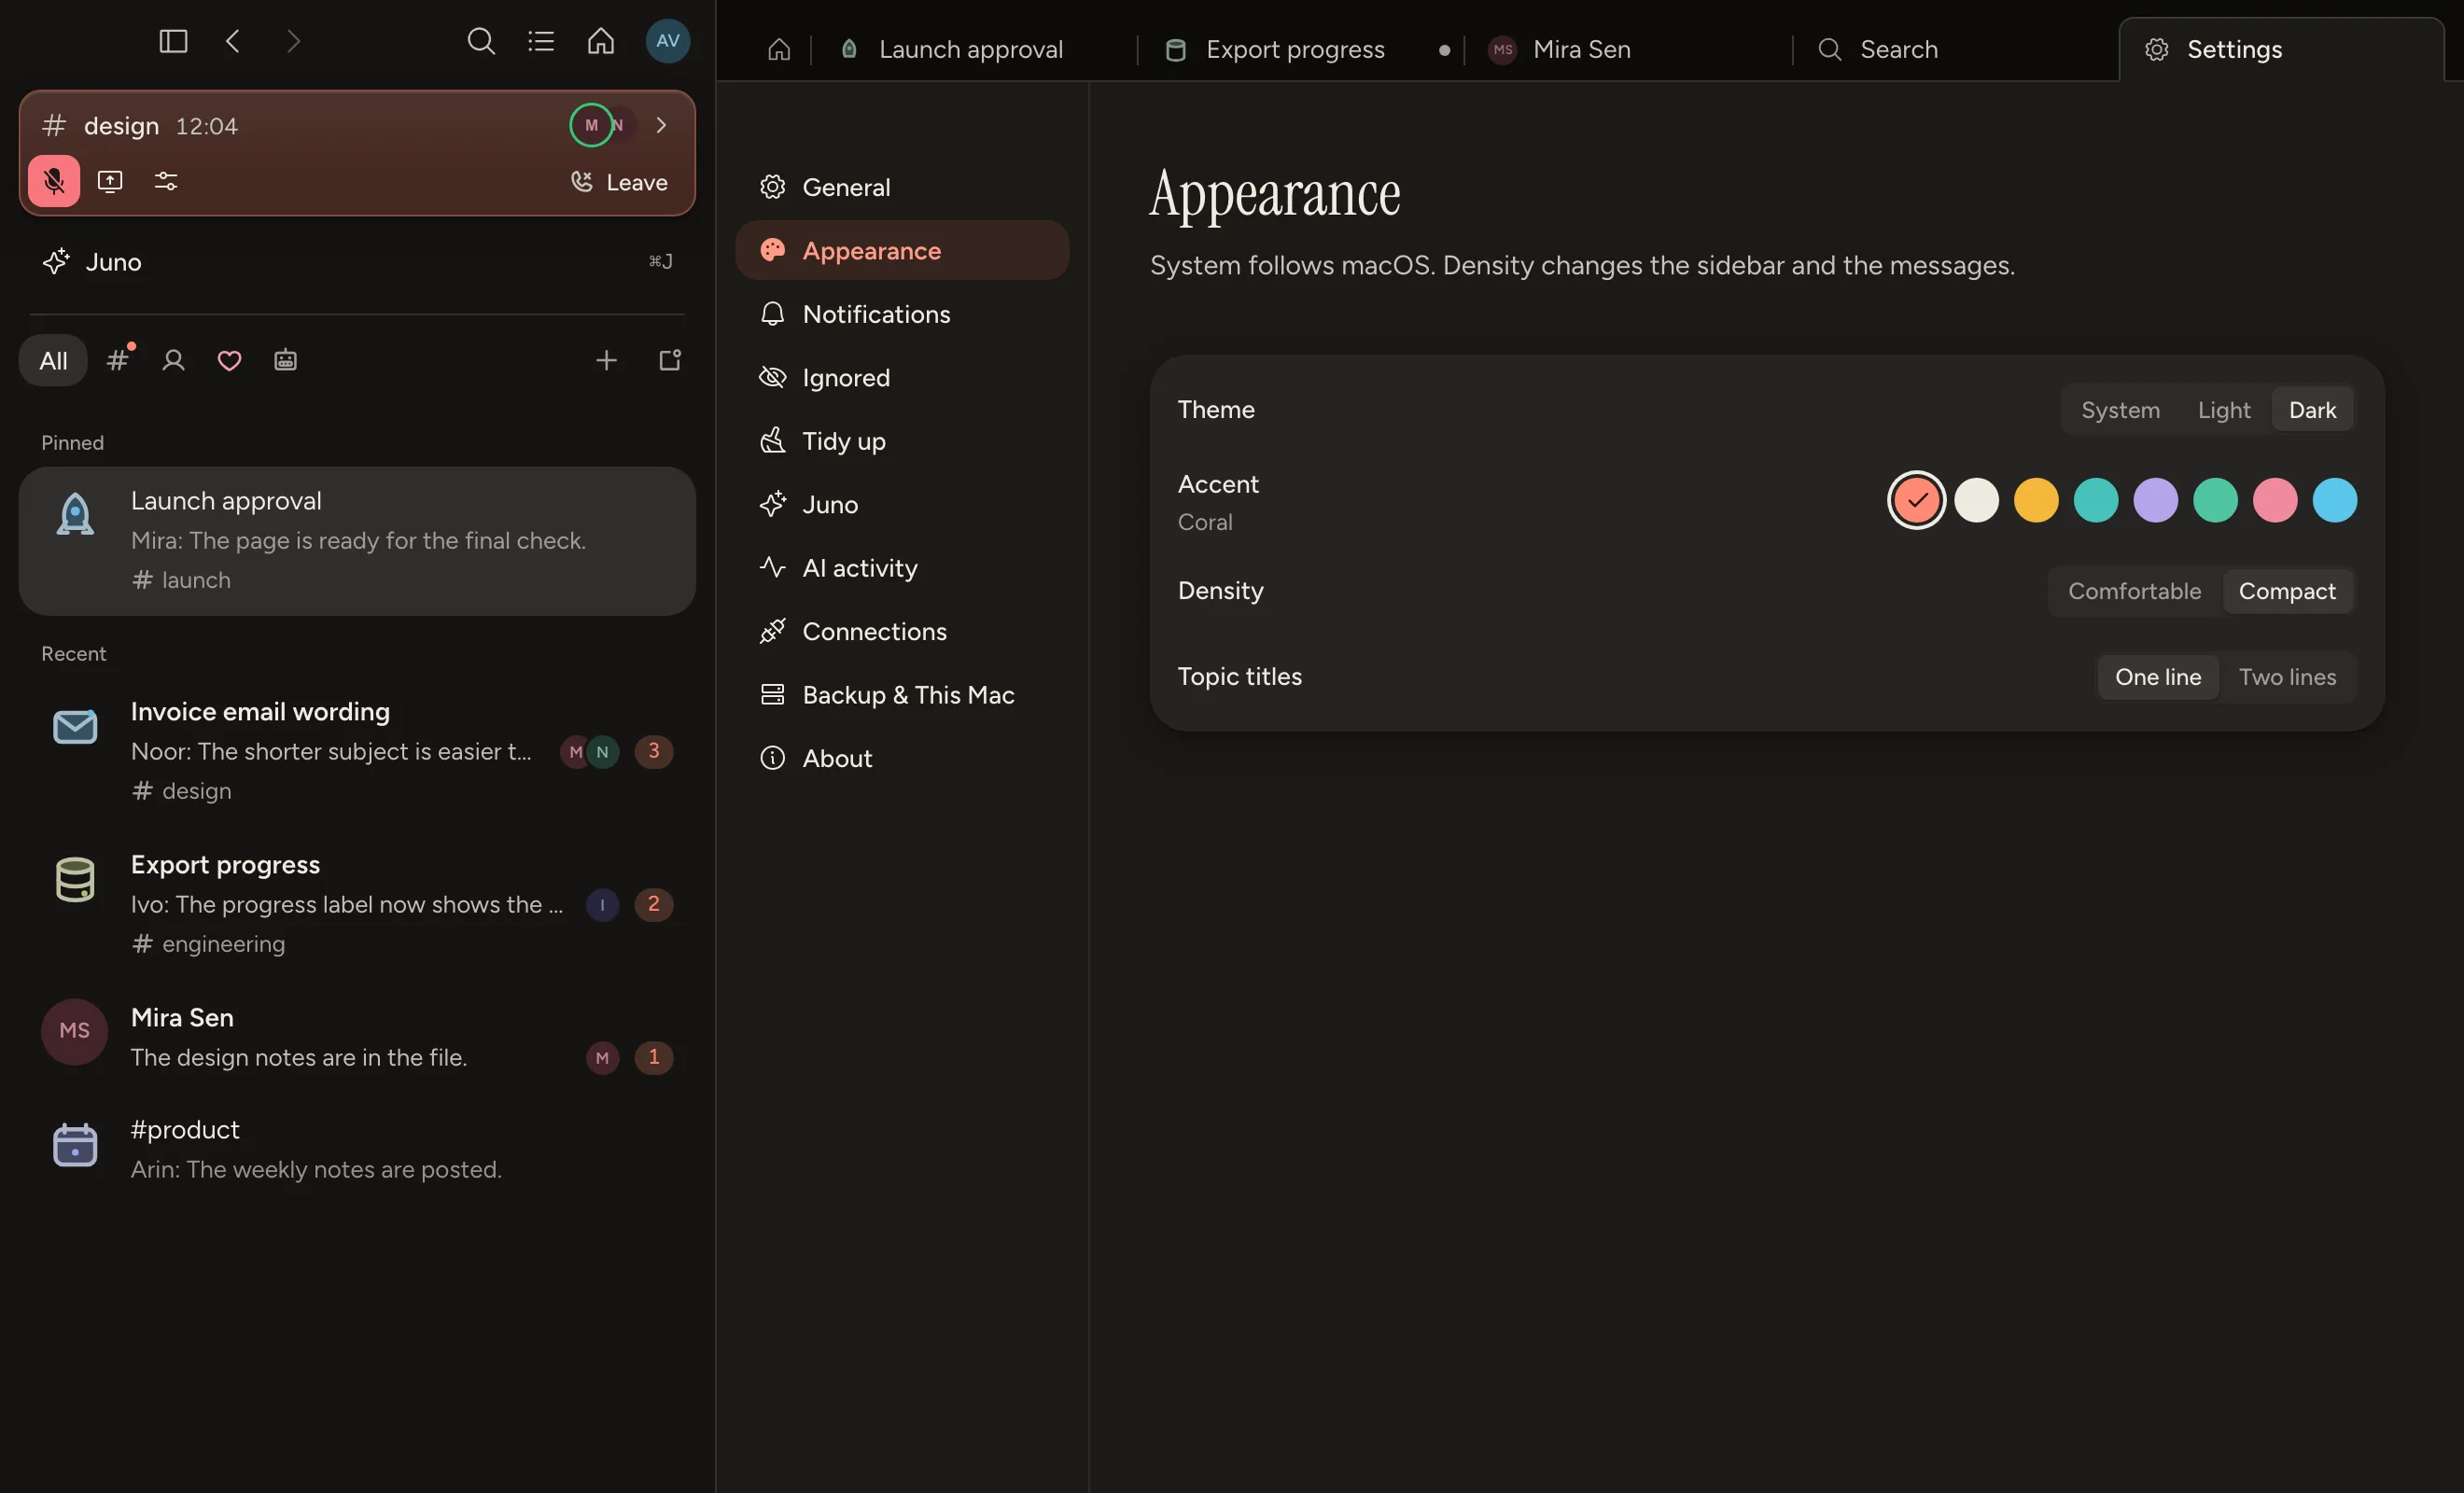 AV
Launch approval
Export progress
MS
Mira Sen
Search
Settings
# design 12:04
M
N
Leave
Juno
⌘J
All
Pinned
Launch approval
Mira: The page is ready for the final check.
# launch
Recent
Invoice email wording
Noor: The shorter subject is easier t...
M
N
3
# design
Export progress
Ivo: The progress label now shows the ...
I
2
# engineering
MS
Mira Sen
The design notes are in the file.
M
1
#product
Arin: The weekly notes are posted.
General
Appearance
Notifications
Ignored
Tidy up
Juno
AI activity
Connections
Backup & This Mac
About
Appearance
System follows macOS. Density changes the sidebar and the messages.
Theme
System
Light
Dark
Accent
Coral
Density
Comfortable
Compact
Topic titles
One line
Two lines